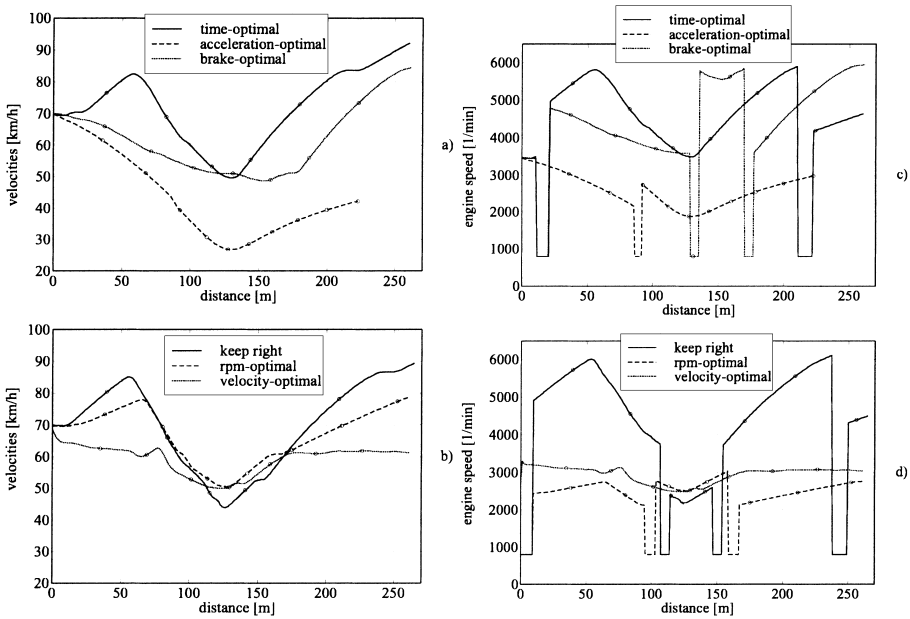 time-optimal
acceleration-optimal
brake-optimal
100
90
80
70
60
50
40
30
20
velocities [km/h]
0
50
100
150
200
250
distance [m]
a)
time-optimal
acceleration-optimal
brake-optimal
6000
5000
4000
3000
2000
1000
0
engine speed [1/min]
0
50
100
150
200
250
distance [m]
c)
keep right
rpm-optimal
velocity-optimal
100
90
80
70
60
50
40
30
20
velocities [km/h]
0
50
100
150
200
250
distance [m]
b)
keep right
rpm-optimal
velocity-optimal
6000
5000
4000
3000
2000
1000
0
engine speed [1/min]
0
50
100
150
200
250
distance [m]
d)